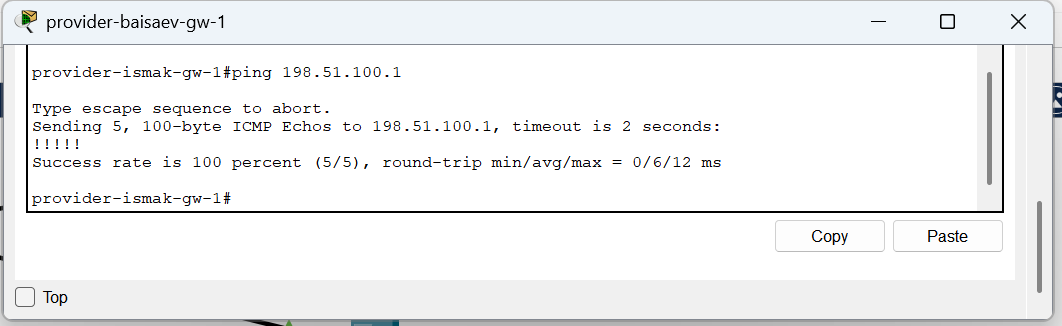 provider-baisaev-gw-1
provider-ismak-gw-1#ping 198.51.100.1
Type escape sequence to abort.
Sending 5, 100-byte ICMP Echos to 198.51.100.1, timeout is 2 seconds:
!!!!!
Success rate is 100 percent (5/5), round-trip min/avg/max = 0/6/12 ms
provider-ismak-gw-1#
Copy
Paste
Top